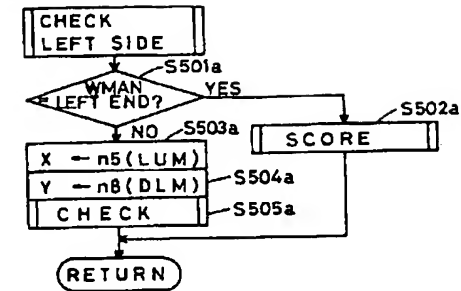 CHECK
LEFT SIDE
S501a
WMAN
= LEFT END?
YES
S502a
NO
S503a
SCORE
X ← n5(LUM)
Y ← n8(DLM)
S504a
CHECK
S505a
RETURN